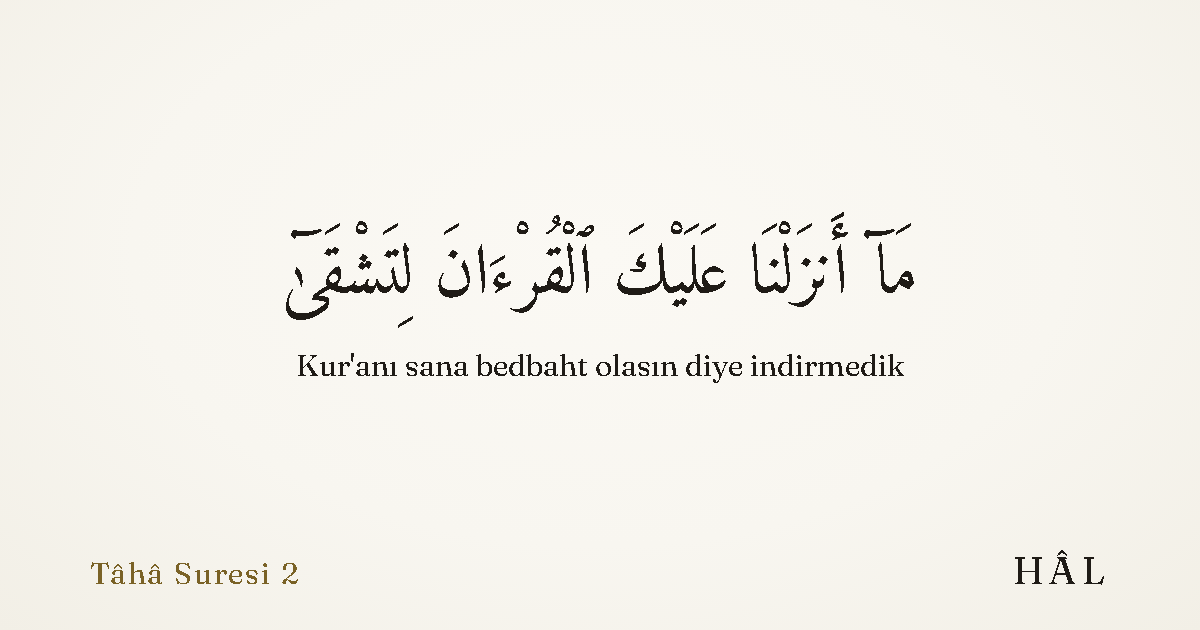 مَآ أَنزَلْنَا عَلَيْكَ ٱلْقُرْءَانَ لِتَشْقَىٰٓ
Kur'anı sana bedbaht olasın diye indirmedik
Tâhâ Suresi 2
HÂL